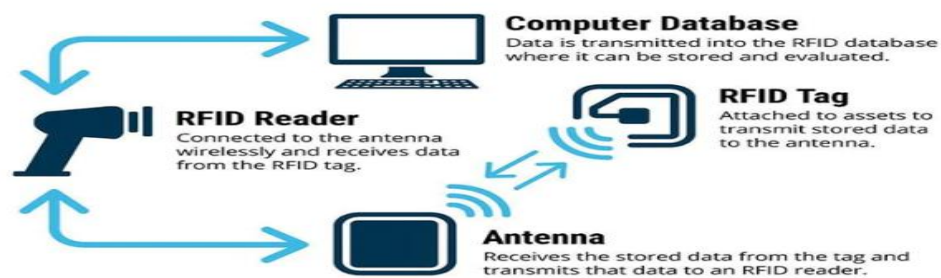 Computer Database
Data is transmitted into the RFID database
where it can be stored and evaluated.
RFID Tag
Attached to assets to
transmit stored data
to the antenna.
RFID Reader
Connected to the antenna
wirelessly and receives data
from the RFID tag.
Antenna
Receives the stored data from the tag and
transmits that data to an RFID reader.